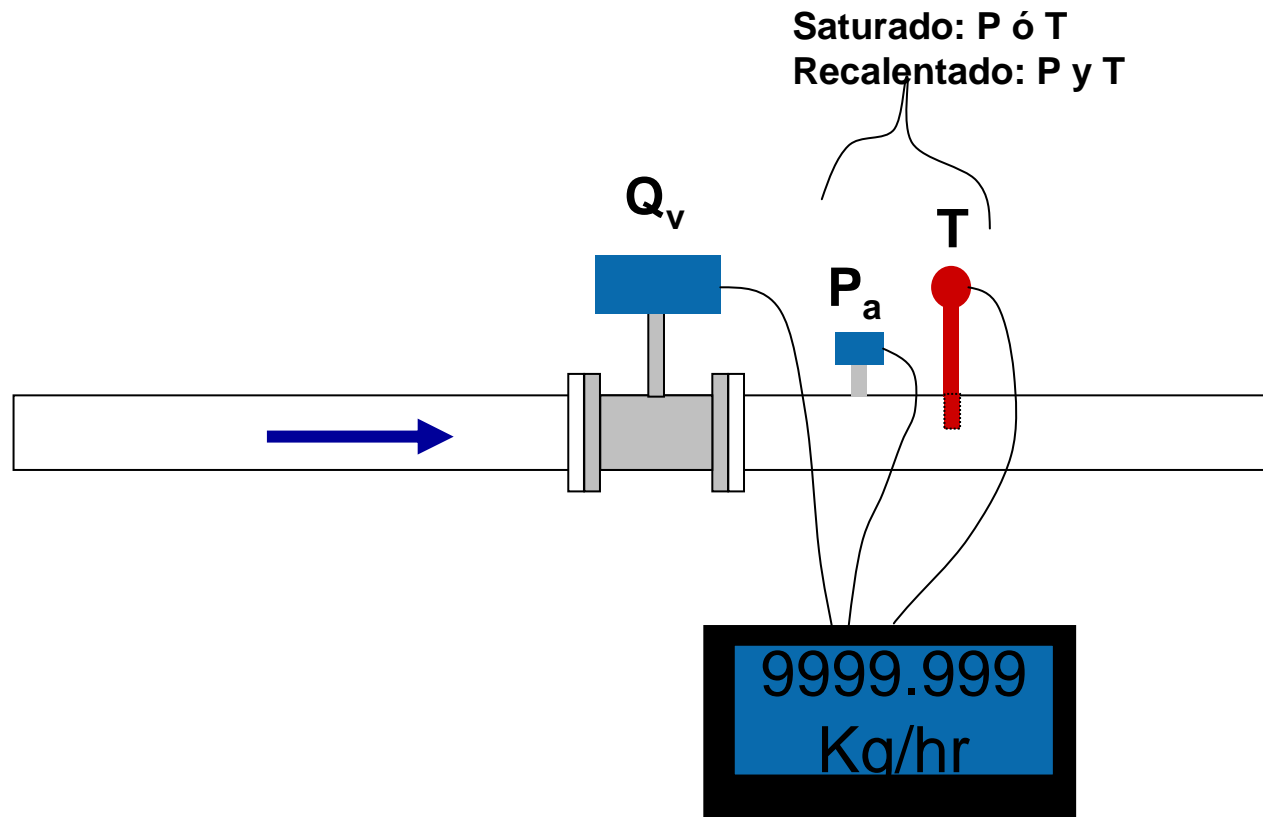 Saturado: P ó T
Recalentado: P y T
Qv
T
Pa
9999.999
Kg/hr